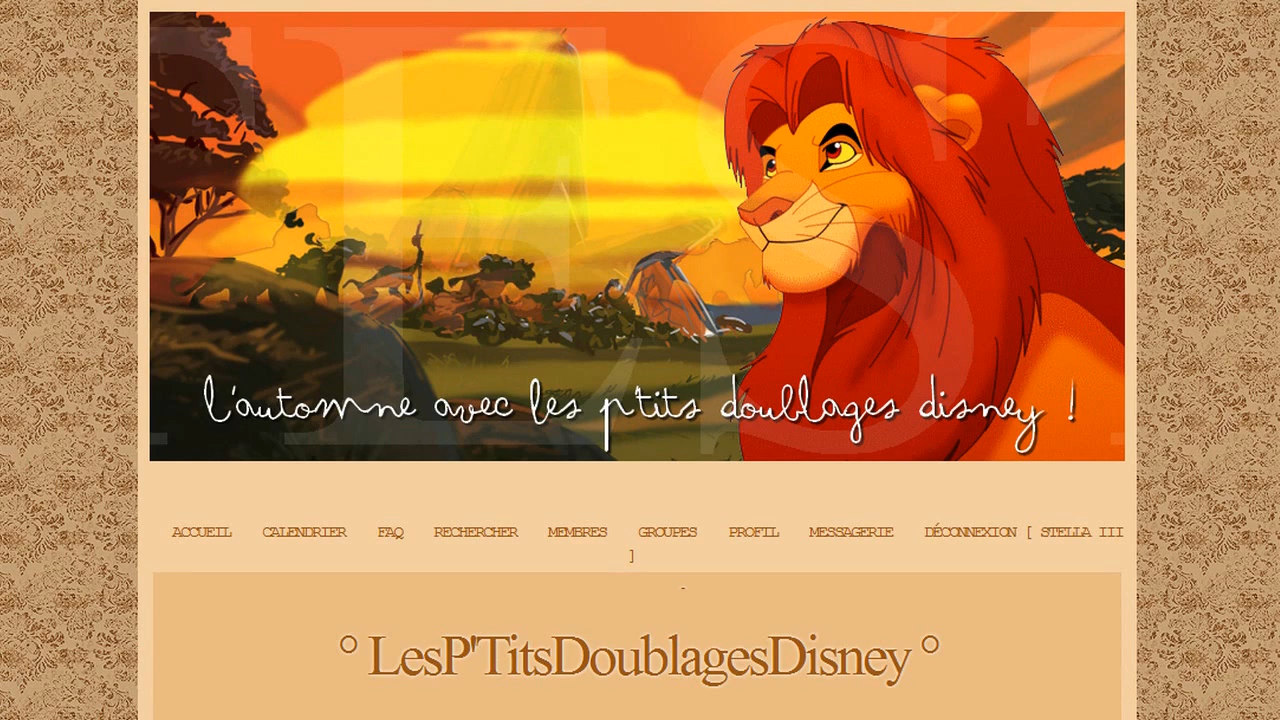 l'automne avec les p'tits doublages disney !
ACCUEIL CALENDRIER FAQ RECHERCHER MEMBRES GROUPES PROFIL MESSAGERIE DÉCONNEXION [ STELLA III
]
-
° LesP'TitsDoublagesDisney °